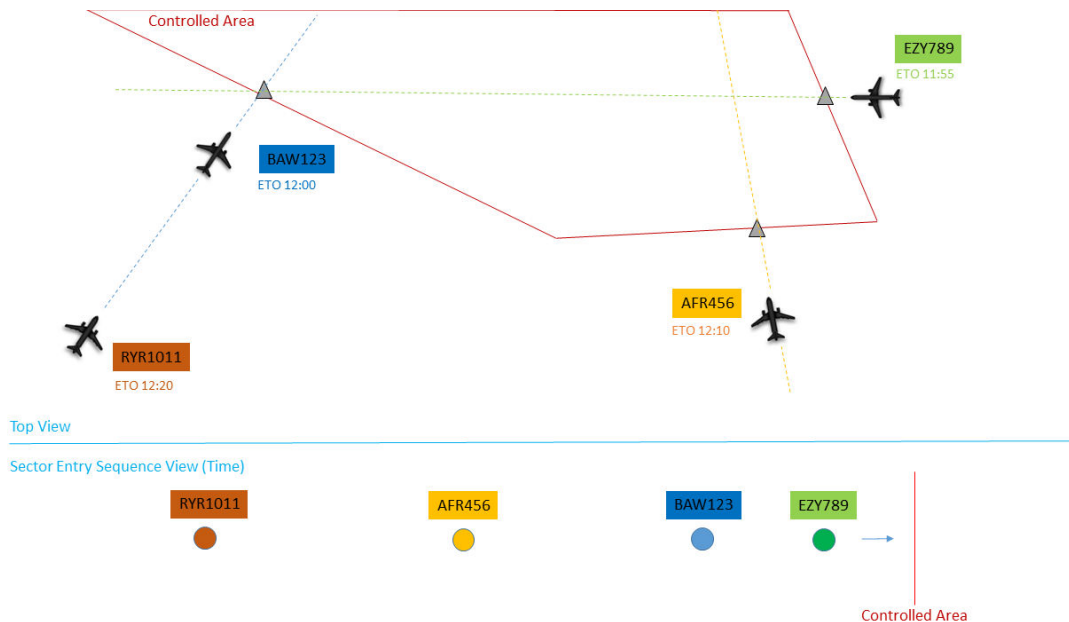 Controlled Area
EZY789
ETO 11:55
BAW123
ETO 12:00
AFR456
ETO 12:10
RYR1011
ETO 12:20
Top View
Sector Entry Sequence View (Time)
RYR1011
AFR456
BAW123
EZY789
Controlled Area